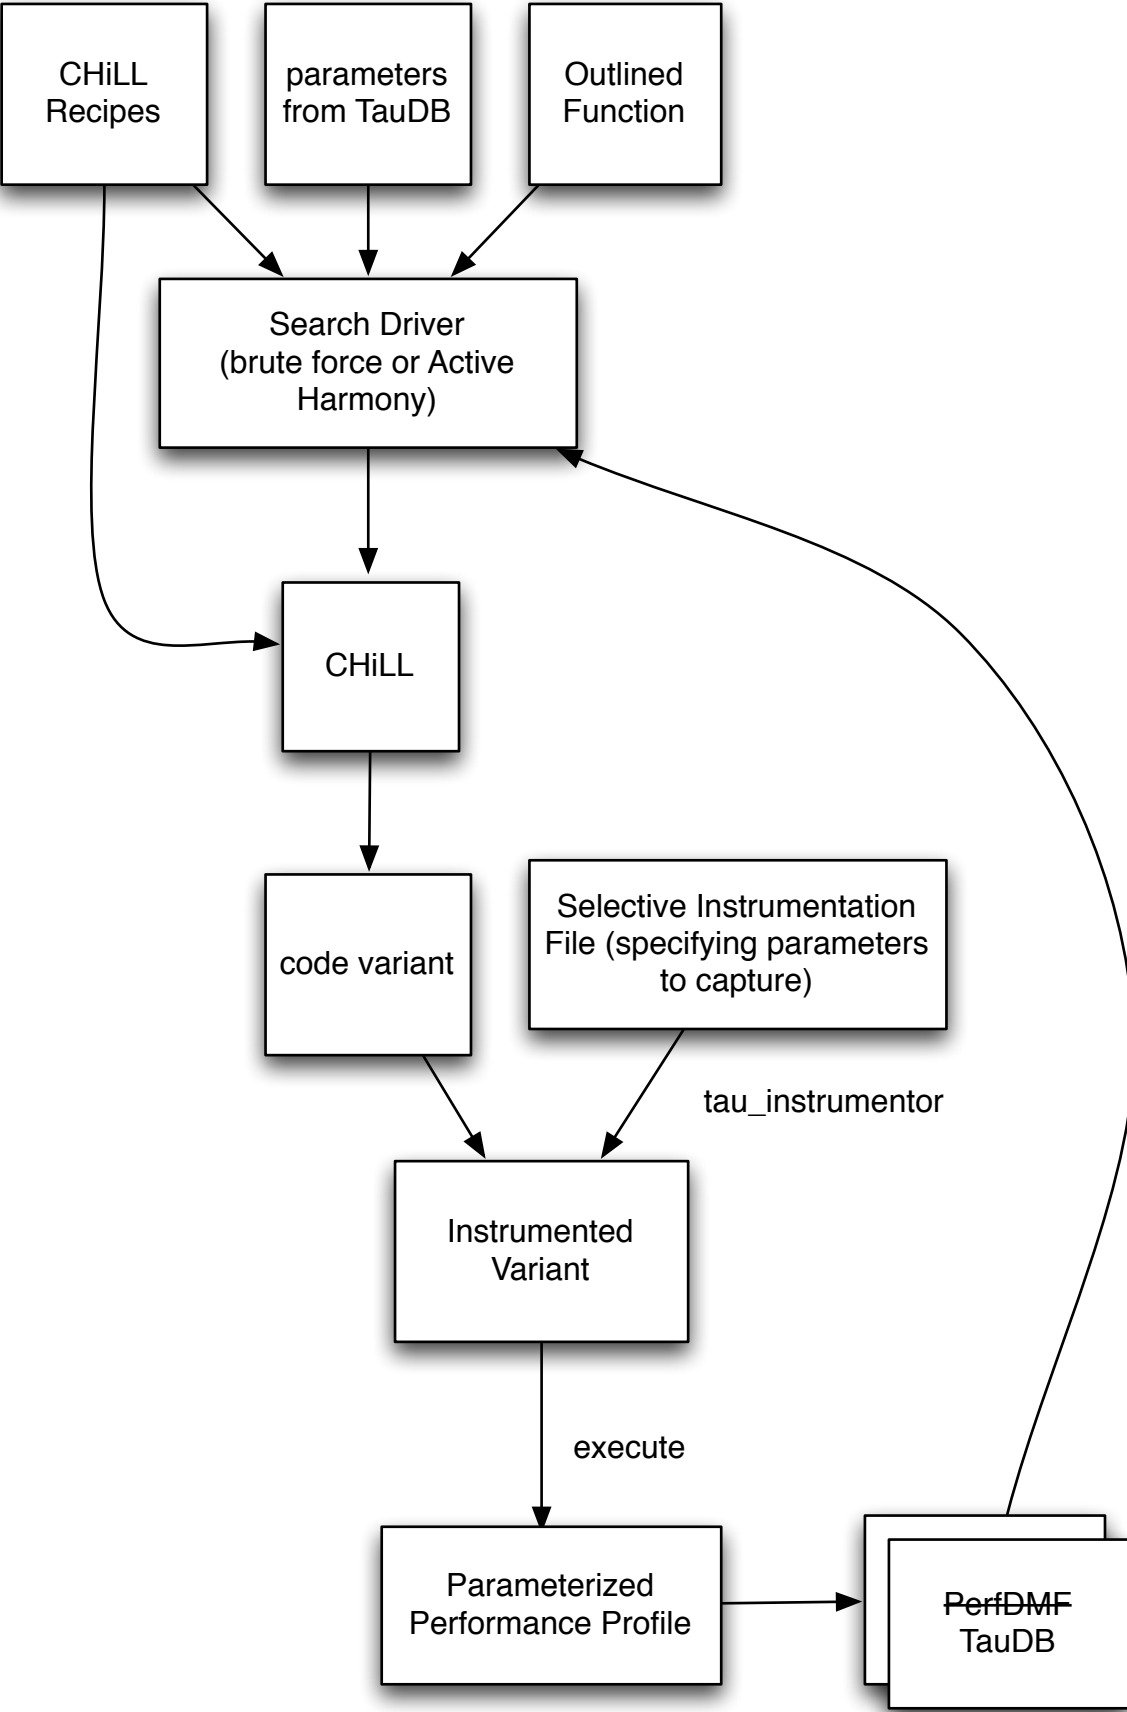 CHiLL
Recipes
parameters
from TauDB
Outlined
Function
Search Driver
(brute force or Active
Harmony)
CHiLL
code variant
Selective Instrumentation
File (specifying parameters
to capture)
tau_instrumentor
Instrumented
Variant
execute
Parameterized
Performance Profile
PerfDMF
TauDB